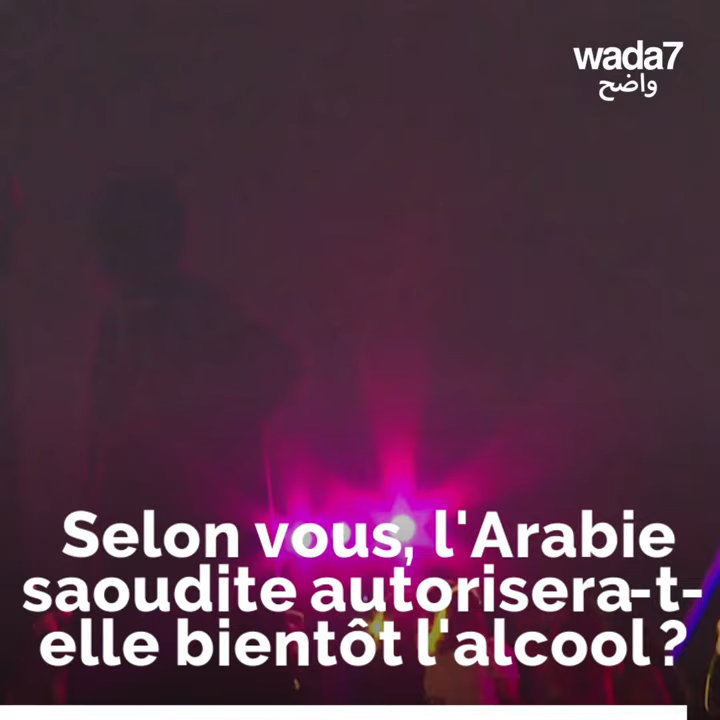 wada7
واضح
Selon vous, l'Arabie
saoudite autorisera-t-
elle bientôt l'alcool ?